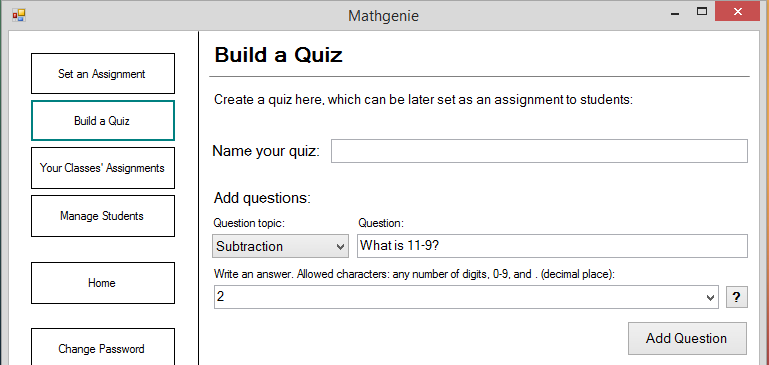 Mathgenie
Set an Assignment
Build a Quiz
Your Classes' Assignments
Manage Students
Home
Change Password
Build a Quiz
Create a quiz here, which can be later set as an assignment to students:
Name your quiz:
Add questions:
Question topic: Question:
Subtraction What is 11-9?
Write an answer. Allowed characters: any number of digits, 0-9, and . (decimal place):
2 ?
Add Question